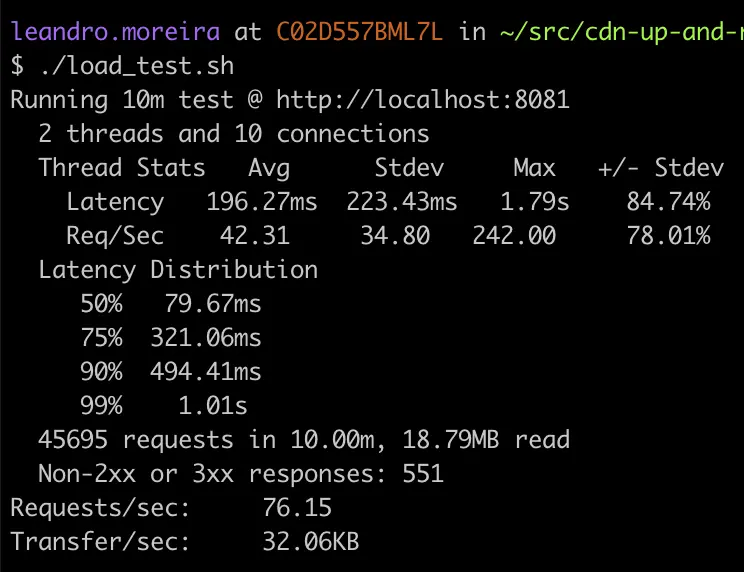 leandro.moreira at C02D557BML7L in ~/src/cdn-up-and-r
$ ./load_test.sh
Running 10m test @ http://localhost:8081
2 threads and 10 connections
Thread Stats Avg Stdev Max +/- Stdev
Latency 196.27ms 223.43ms 1.79s 84.74%
Req/Sec 42.31 34.80 242.00 78.01%
Latency Distribution
50% 79.67ms
75% 321.06ms
90% 494.41ms
99% 1.01s
45695 requests in 10.00m, 18.79MB read
Non-2xx or 3xx responses: 551
Requests/sec: 76.15
Transfer/sec: 32.06KB